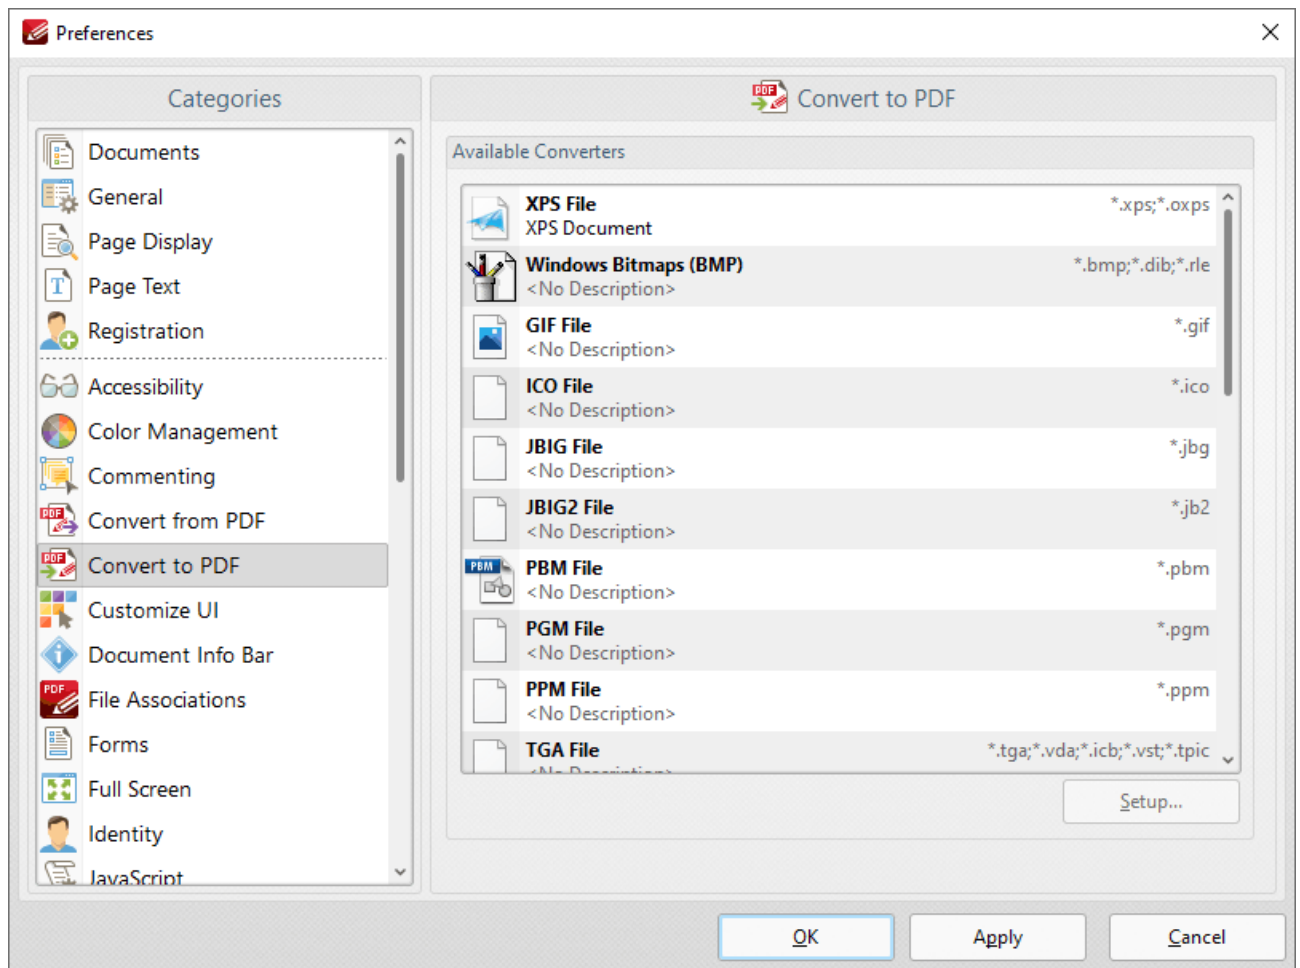 Preferences
Categories
Documents
General
Page Display
Page Text
Registration
Accessibility
Color Management
Commenting
Convert from PDF
Convert to PDF
Customize UI
Document Info Bar
File Associations
Forms
Full Screen
Identity
JavaScript
Convert to PDF
Available Converters
XPS File *.xps;*.oxps
XPS Document
Windows Bitmaps (BMP) *.bmp;*.dib;*.rle
<No Description>
GIF File *.gif
<No Description>
ICO File *.ico
<No Description>
JBIG File *.jbg
<No Description>
JBIG2 File *.jb2
<No Description>
PBM File *.pbm
<No Description>
PGM File *.pgm
<No Description>
PPM File *.ppm
<No Description>
TGA File *.tga;*.vda;*.icb;*.vst;*.tpic
<No Description>
Setup...
OK Apply Cancel